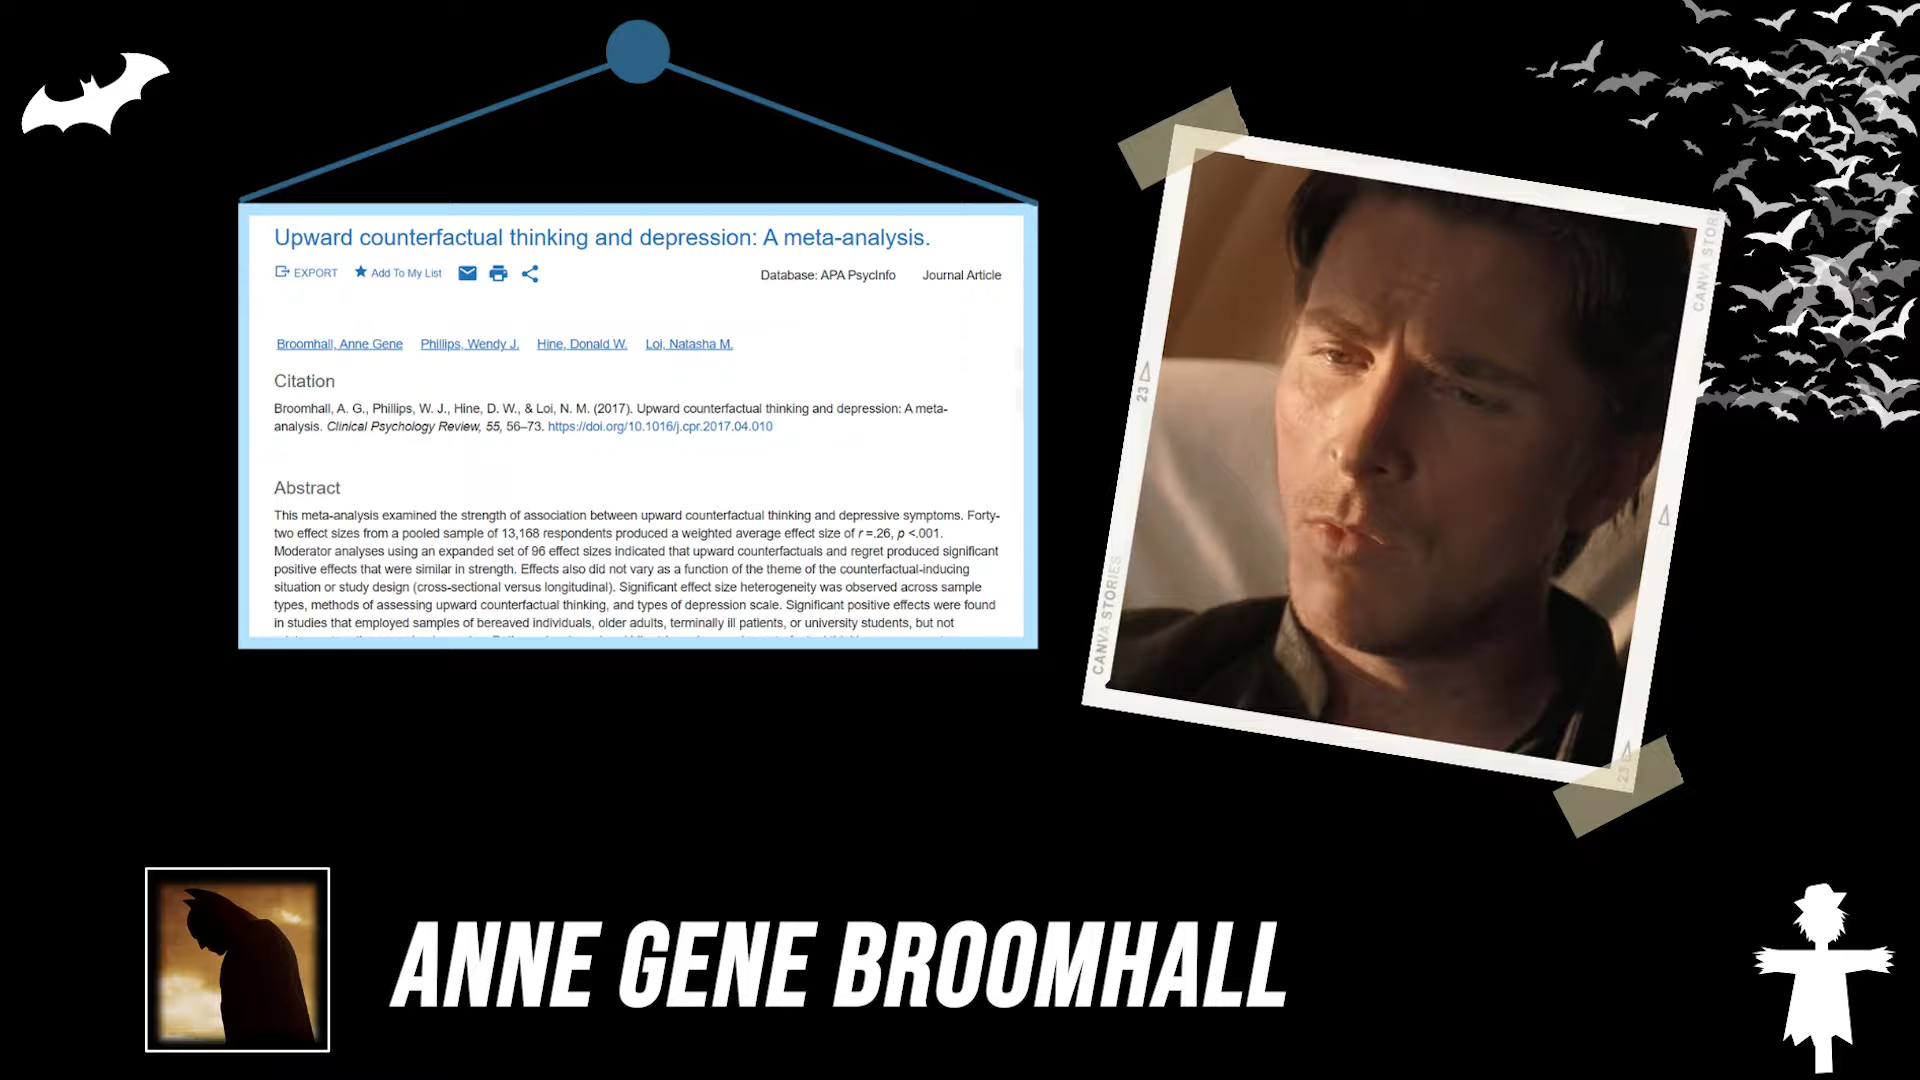 Upward counterfactual thinking and depression: A meta-analysis.
EXPORT Add To My List Database: APA PsycInfo Journal Article
Broomhall, Anne Gene Phillips, Wendy J. Hine, Donald W. Loi, Natasha M.
Citation
Broomhall, A. G., Phillips, W. J., Hine, D. W., & Loi, N. M. (2017). Upward counterfactual thinking and depression: A meta-
analysis. Clinical Psychology Review, 55, 56–73. https://doi.org/10.1016/j.cpr.2017.04.010
Abstract
This meta-analysis examined the strength of association between upward counterfactual thinking and depressive symptoms. Forty-
two effect sizes from a pooled sample of 13,168 respondents produced a weighted average effect size of r =.26, p <.001.
Moderator analyses using an expanded set of 96 effect sizes indicated that upward counterfactuals and regret produced significant
positive effects that were similar in strength. Effects also did not vary as a function of the theme of the counterfactual-inducing
situation or study design (cross-sectional versus longitudinal). Significant effect size heterogeneity was observed across sample
types, methods of assessing upward counterfactual thinking, and types of depression scale. Significant positive effects were found
in studies that employed samples of bereaved individuals, older adults, terminally ill patients, or university students, but not
CANVA STOR
23
CANVA STORIES
23
ANNE GENE BROOMHALL